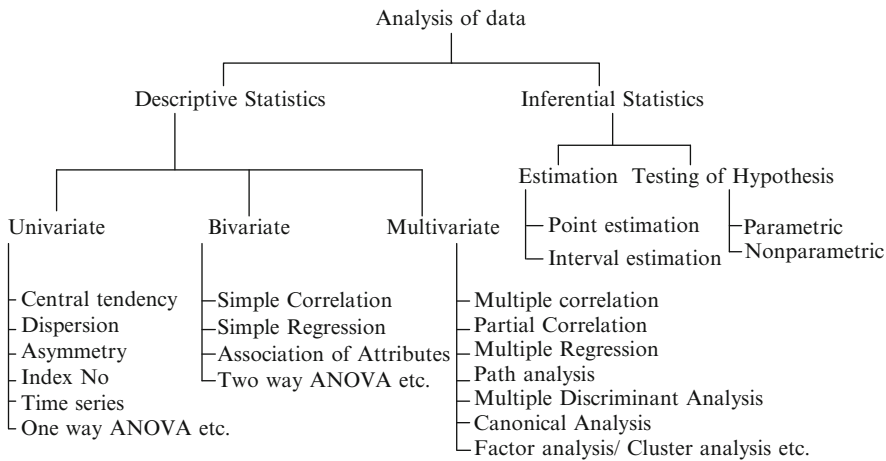 Analysis of data
Descriptive Statistics
Inferential Statistics
Estimation
Testing of Hypothesis
Point estimation
Interval estimation
Parametric
Nonparametric
Univariate
Bivariate
Multivariate
Central tendency
Dispersion
Asymmetry
Index No
Time series
One way ANOVA etc.
Simple Correlation
Simple Regression
Association of Attributes
Two way ANOVA etc.
Multiple correlation
Partial Correlation
Multiple Regression
Path analysis
Multiple Discriminant Analysis
Canonical Analysis
Factor analysis/ Cluster analysis etc.